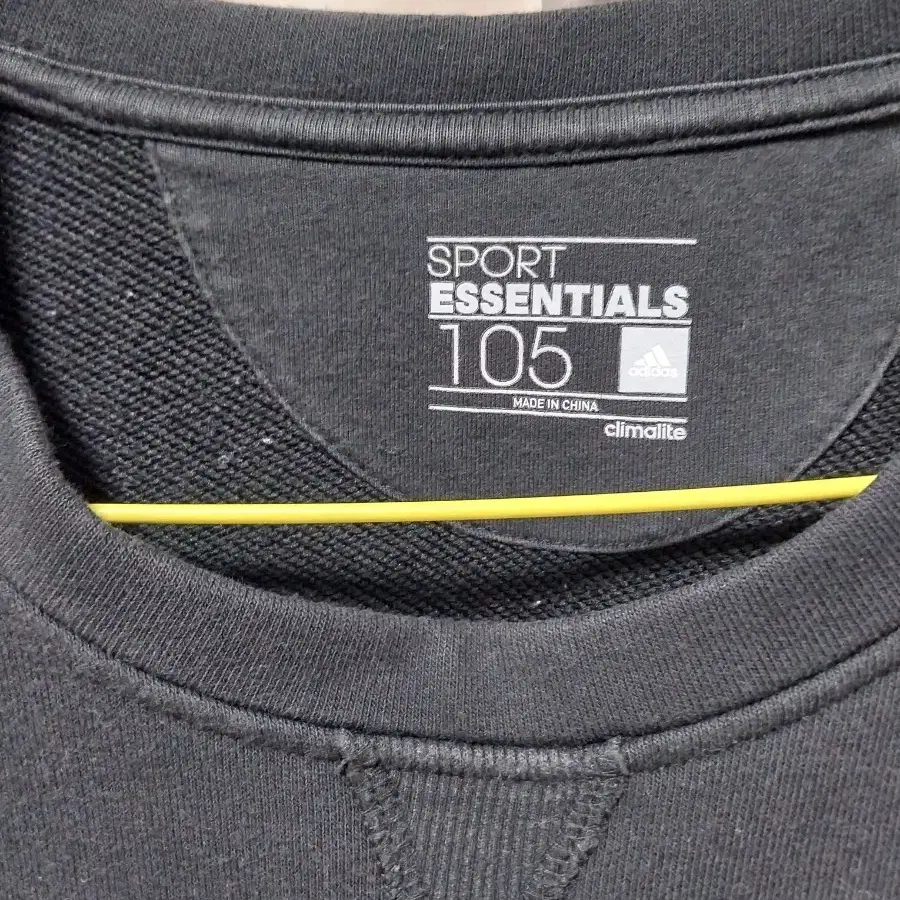 SPORT
ESSENTIALS
105
adidas
MADE IN CHINA
climalite